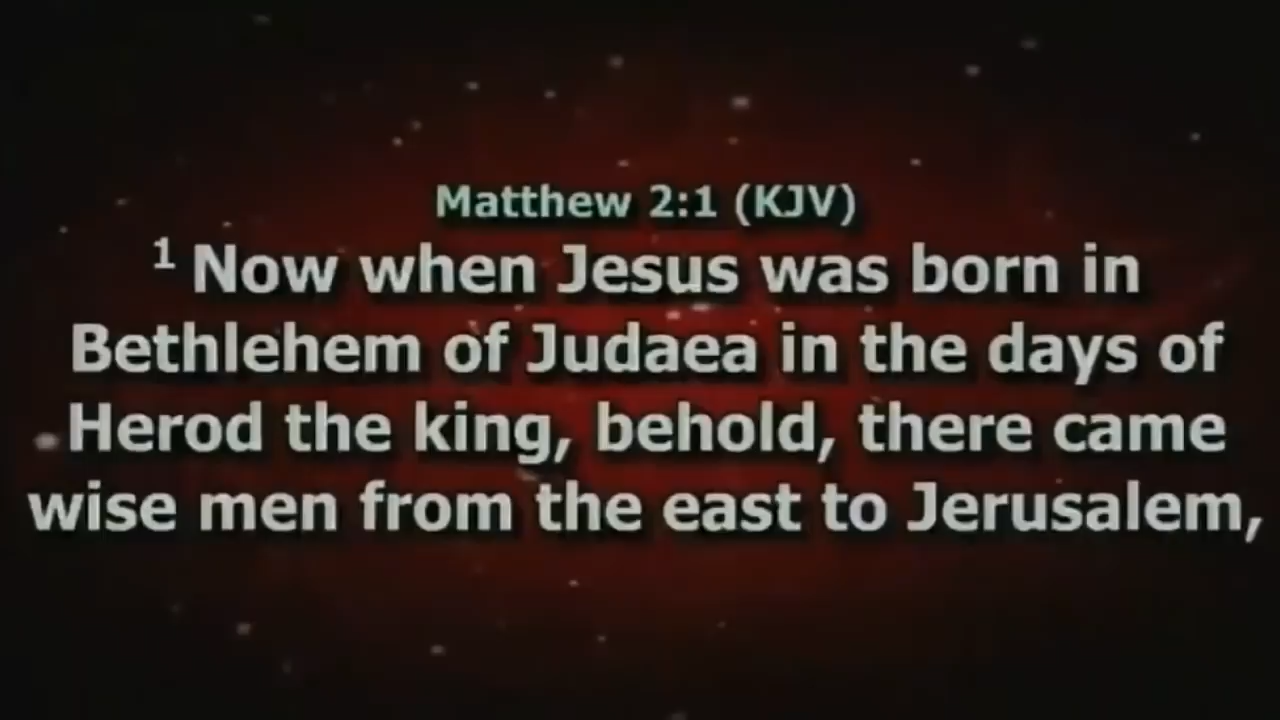 Matthew 2:1 (KJV)
1 Now when Jesus was born in
Bethlehem of Judaea in the days of
Herod the king, behold, there came
wise men from the east to Jerusalem,